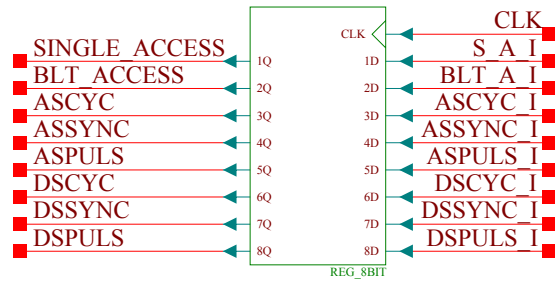 CLK
CLK
SINGLE_ACCESS 1Q 1D S_A_I
BLT_ACCESS 2Q 2D BLT_A_I
ASCYC 3Q 3D ASCYC_I
ASSYNC 4Q 4D ASSYNC_I
ASPULS 5Q 5D ASPULS_I
DSCYC 6Q 6D DSCYC_I
DSSYNC 7Q 7D DSSYNC_I
DSPULS 8Q 8D DSPULS_I
REG_8BIT